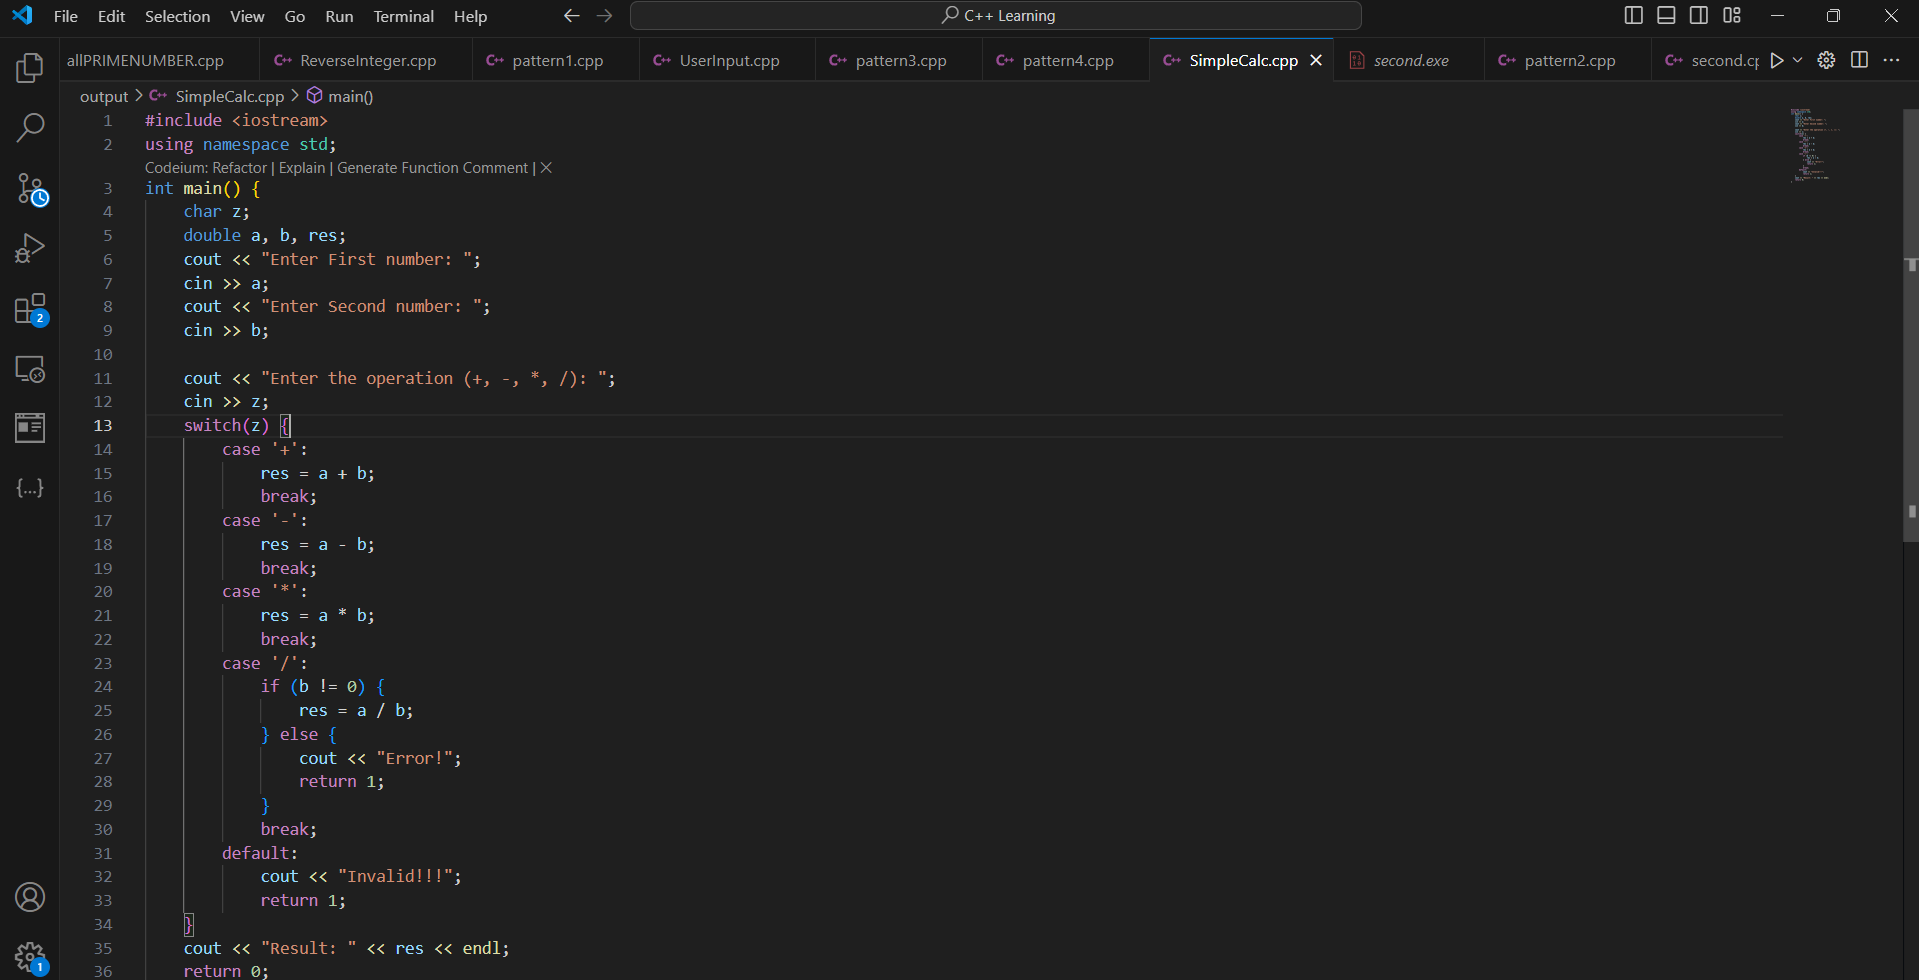 File Edit Selection View Go Run Terminal Help
C++ Learning
allPRIMENUMBER.cpp
C++ ReverseInteger.cpp
C++ pattern1.cpp
C++ UserInput.cpp
C++ pattern3.cpp
C++ pattern4.cpp
C++ SimpleCalc.cpp
second.exe
C++ pattern2.cpp
C++ second.cp
output > C++ SimpleCalc.cpp > main()
1 #include <iostream>
2 using namespace std;
Codeium: Refactor | Explain | Generate Function Comment | X
3 int main() {
4     char z;
5     double a, b, res;
6     cout << "Enter First number: ";
7     cin >> a;
8     cout << "Enter Second number: ";
9     cin >> b;
10
11     cout << "Enter the operation (+, -, *, /): ";
12     cin >> z;
13     switch(z) {
14         case '+':
15             res = a + b;
16             break;
17         case '-':
18             res = a - b;
19             break;
20         case '*':
21             res = a * b;
22             break;
23         case '/':
24             if (b != 0) {
25                 res = a / b;
26             } else {
27                 cout << "Error!";
28                 return 1;
29             }
30             break;
31         default:
32             cout << "Invalid!!!";
33             return 1;
34     }
35     cout << "Result: " << res << endl;
36     return 0;
2
{...}
1